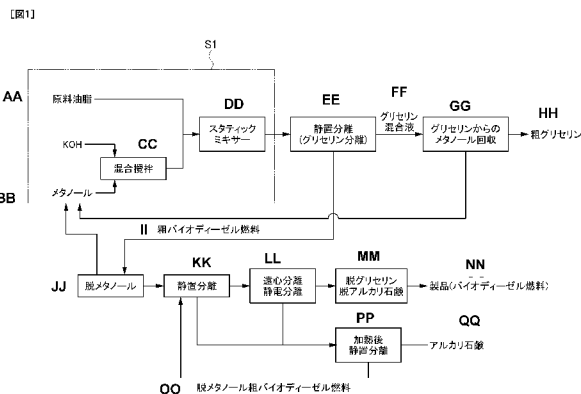 [図1]
S1
AA
原料油脂
DD
スタティック
ミキサー
EE
静置分離
(グリセリン分離)
FF
グリセリン
混合液
GG
グリセリンからの
メタノール回収
HH
粗グリセリン
KOH
CC
混合攪拌
BB
メタノール
II 粗バイオディーゼル燃料
JJ
脱メタノール
KK
静置分離
LL
遠心分離
静電分離
MM
脱グリセリン
脱アルカリ石鹸
NN
製品(バイオディーゼル燃料)
PP
加熱後
静置分離
QQ
アルカリ石鹸
OO 脱メタノール粗バイオディーゼル燃料